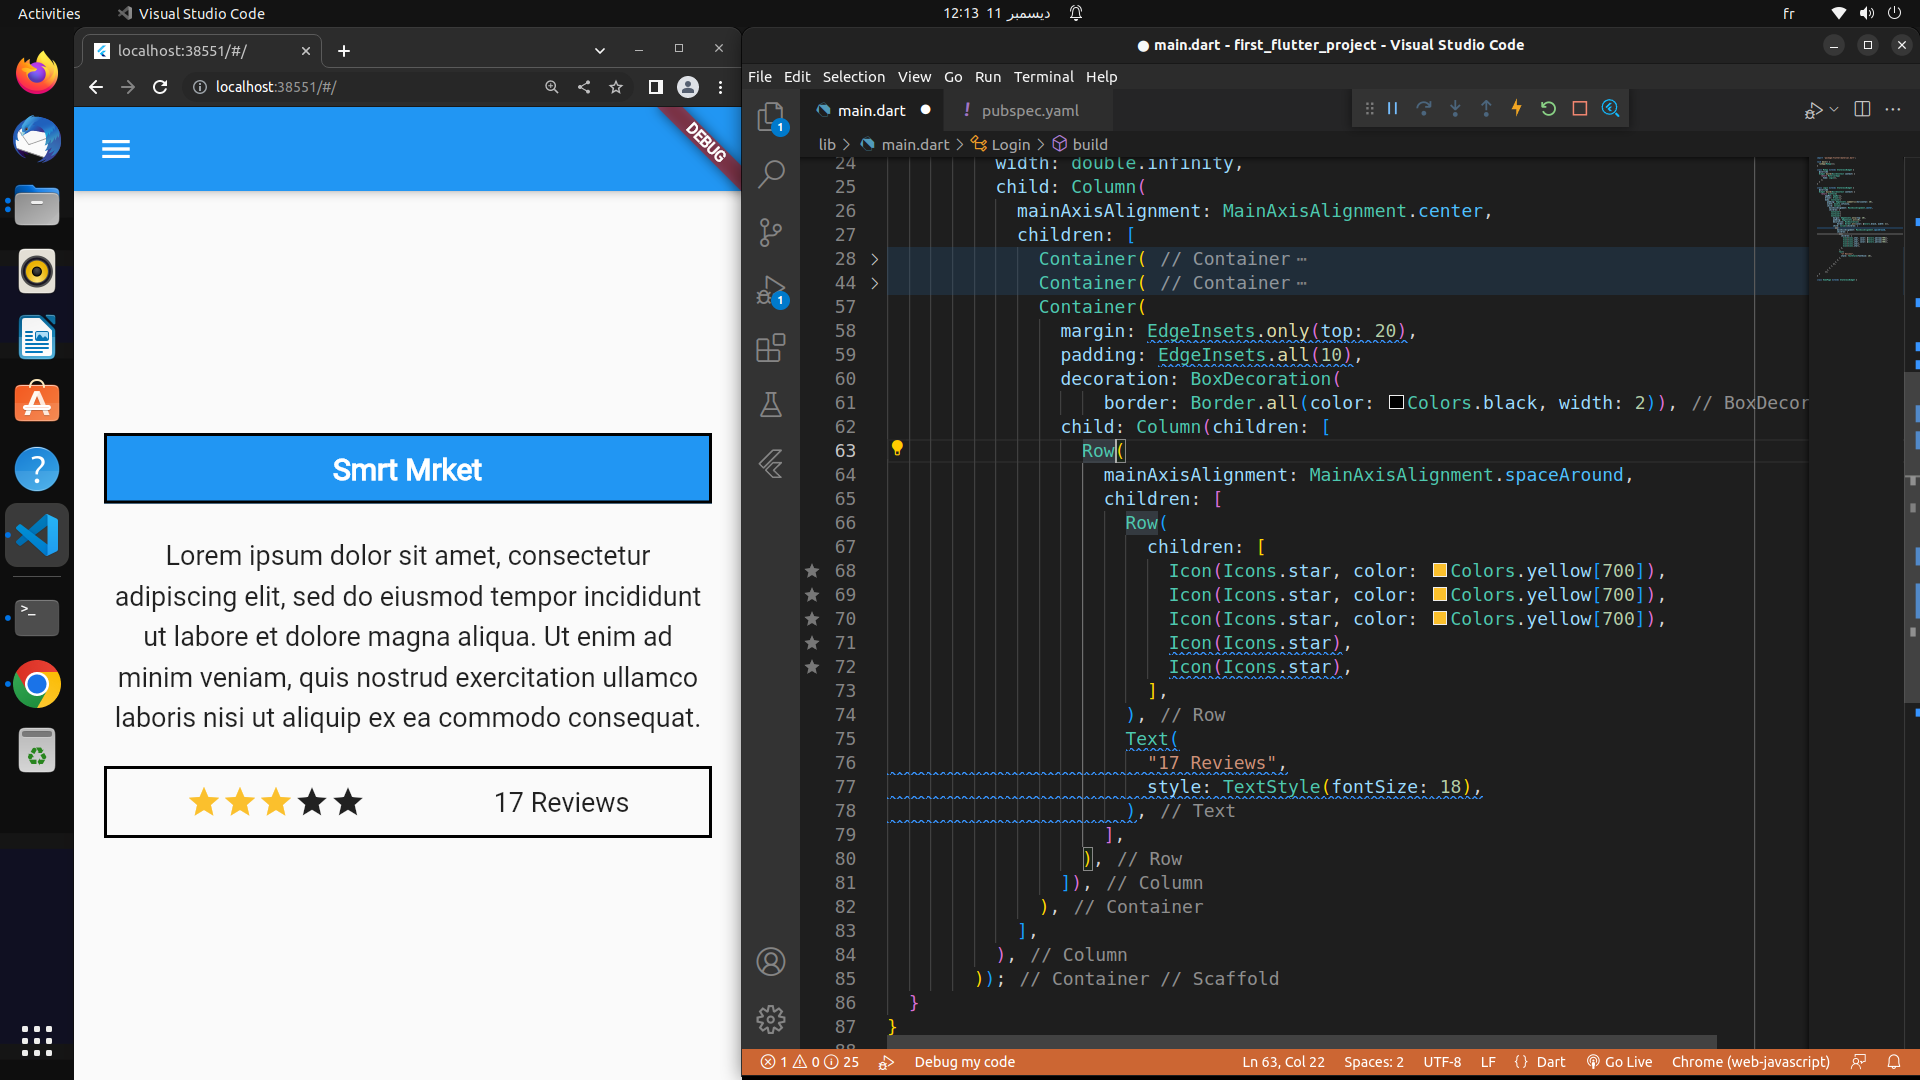 Activities
Visual Studio Code
12:13 11 ديسمبر
fr
localhost:38551/#/
localhost:38551/#/
DEBUG
Smrt Mrket
Lorem ipsum dolor sit amet, consectetur
adipiscing elit, sed do eiusmod tempor incididunt
ut labore et dolore magna aliqua. Ut enim ad
minim veniam, quis nostrud exercitation ullamco
laboris nisi ut aliquip ex ea commodo consequat.
17 Reviews
● main.dart - first_flutter_project - Visual Studio Code
File Edit Selection View Go Run Terminal Help
main.dart ●
! pubspec.yaml
lib > main.dart > Login > build
1
1
24 width: double.infinity,
25 child: Column(
26 mainAxisAlignment: MainAxisAlignment.center,
27 children: [
28 Container( // Container ⋯
44 Container( // Container ⋯
57 Container(
58 margin: EdgeInsets.only(top: 20),
59 padding: EdgeInsets.all(10),
60 decoration: BoxDecoration(
61 border: Border.all(color: Colors.black, width: 2)), // BoxDecor
62 child: Column(children: [
63 Row(
64 mainAxisAlignment: MainAxisAlignment.spaceAround,
65 children: [
66 Row(
67 children: [
68 Icon(Icons.star, color: Colors.yellow[700]),
69 Icon(Icons.star, color: Colors.yellow[700]),
70 Icon(Icons.star, color: Colors.yellow[700]),
71 Icon(Icons.star),
72 Icon(Icons.star),
73 ],
74 ), // Row
75 Text(
76 "17 Reviews",
77 style: TextStyle(fontSize: 18),
78 ), // Text
79 ],
80 ), // Row
81 ]), // Column
82 ), // Container
83 ],
84 ), // Column
85 )); // Container // Scaffold
86 }
87 }
88
1 0 25 Debug my code
Ln 63, Col 22 Spaces: 2 UTF-8 LF {} Dart Go Live Chrome (web-javascript)